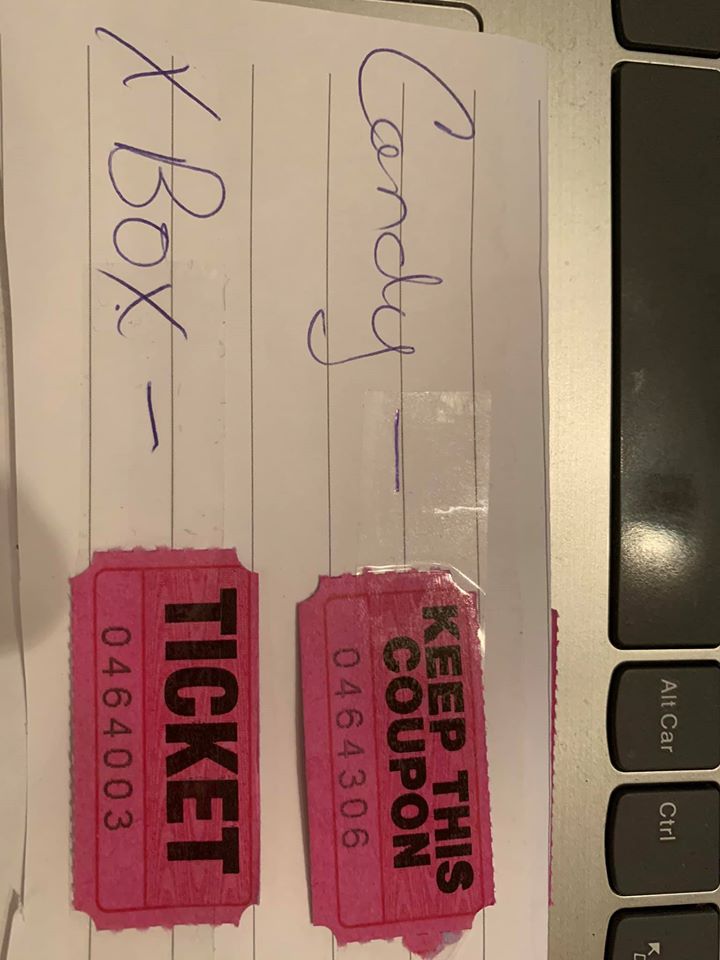 Candy -
KEEP THIS
COUPON
0464306
X BOX -
TICKET
0464003
Alt Car
Ctrl